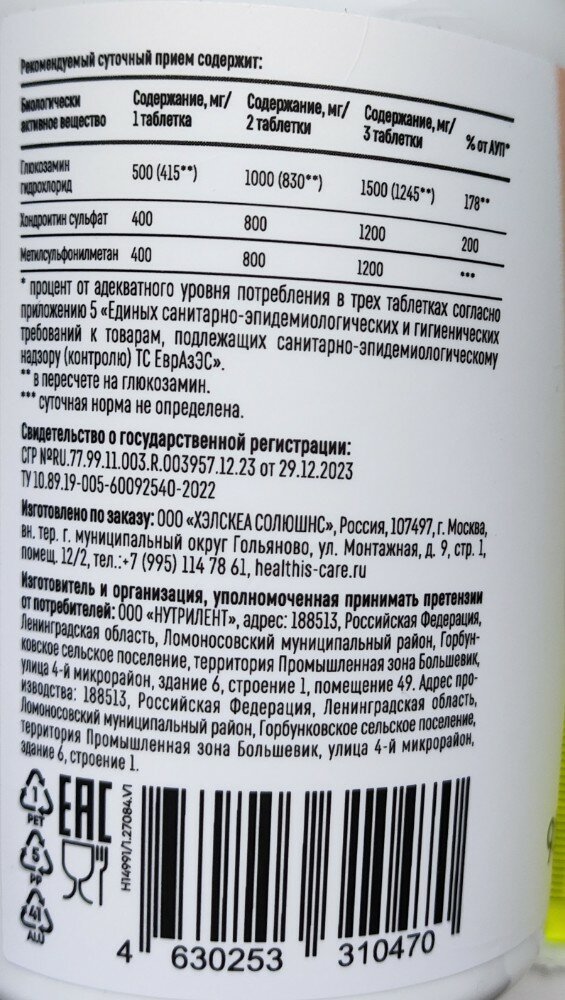 Рекомендуемый суточный прием содержит:
Биологически активное вещество Содержание, мг/ 1 таблетка Содержание, мг/ 2 таблетки Содержание, мг/ 3 таблетки % от АУП*
Глюкозамин гидрохлорид 500 (415**) 1000 (830**) 1500 (1245**) 178**
Хондроитин сульфат 400 800 1200 200
Метилсульфонилметан 400 800 1200 ***
* процент от адекватного уровня потребления в трех таблетках согласно
приложению 5 «Единых санитарно-эпидемиологических и гигиенических
требований к товарам, подлежащих санитарно-эпидемиологическому
надзору (контролю) ТС ЕврАзЭС».
** в пересчете на глюкозамин.
*** суточная норма не определена.
Свидетельство о государственной регистрации:
СГР №RU.77.99.11.003.R.003957.12.23 от 29.12.2023
ТУ 10.89.19-005-60092540-2022
Изготовлено по заказу: ООО «ХЭЛСКЕА СОЛЮШНС», Россия, 107497, г. Москва,
вн. тер. г. муниципальный округ Гольяново, ул. Монтажная, д. 9, стр. 1,
помещ. 12/2, тел.:+7 (995) 114 78 61, healthis-care.ru
Изготовитель и организация, уполномоченная принимать претензии
от потребителей: ООО «НУТРИЛЕНТ», адрес: 188513, Российская Федерация,
Ленинградская область, Ломоносовский муниципальный район, Горбун-
ковское сельское поселение, территория Промышленная зона Большевик,
улица 4-й микрорайон, здание 6, строение 1, помещение 49. Адрес про-
изводства: 188513, Российская Федерация, Ленинградская область,
Ломоносовский муниципальный район, Горбунковское сельское поселение,
территория Промышленная зона Большевик, улица 4-й микрорайон,
здание 6, строение 1.
1
PET
5
PP
41
ALU
EAC
H14991/1.27084.V1
4 630253 310470